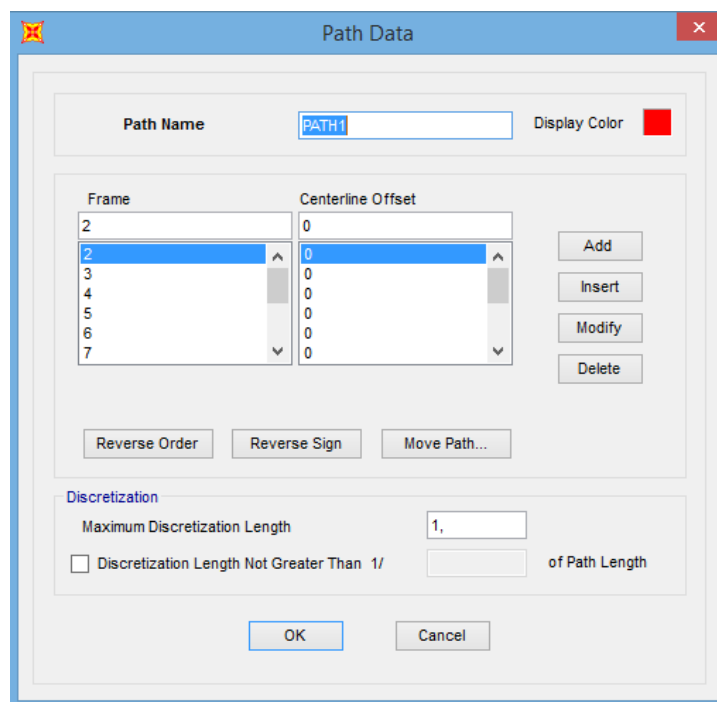 Path Data
Path Name PATH1 Display Color
Frame Centerline Offset
2 0
2 0 Add
3 0
4 0 Insert
5 0
6 0 Modify
7 0
Delete
Reverse Order Reverse Sign Move Path...
Discretization
Maximum Discretization Length 1,
Discretization Length Not Greater Than 1/ of Path Length
OK Cancel